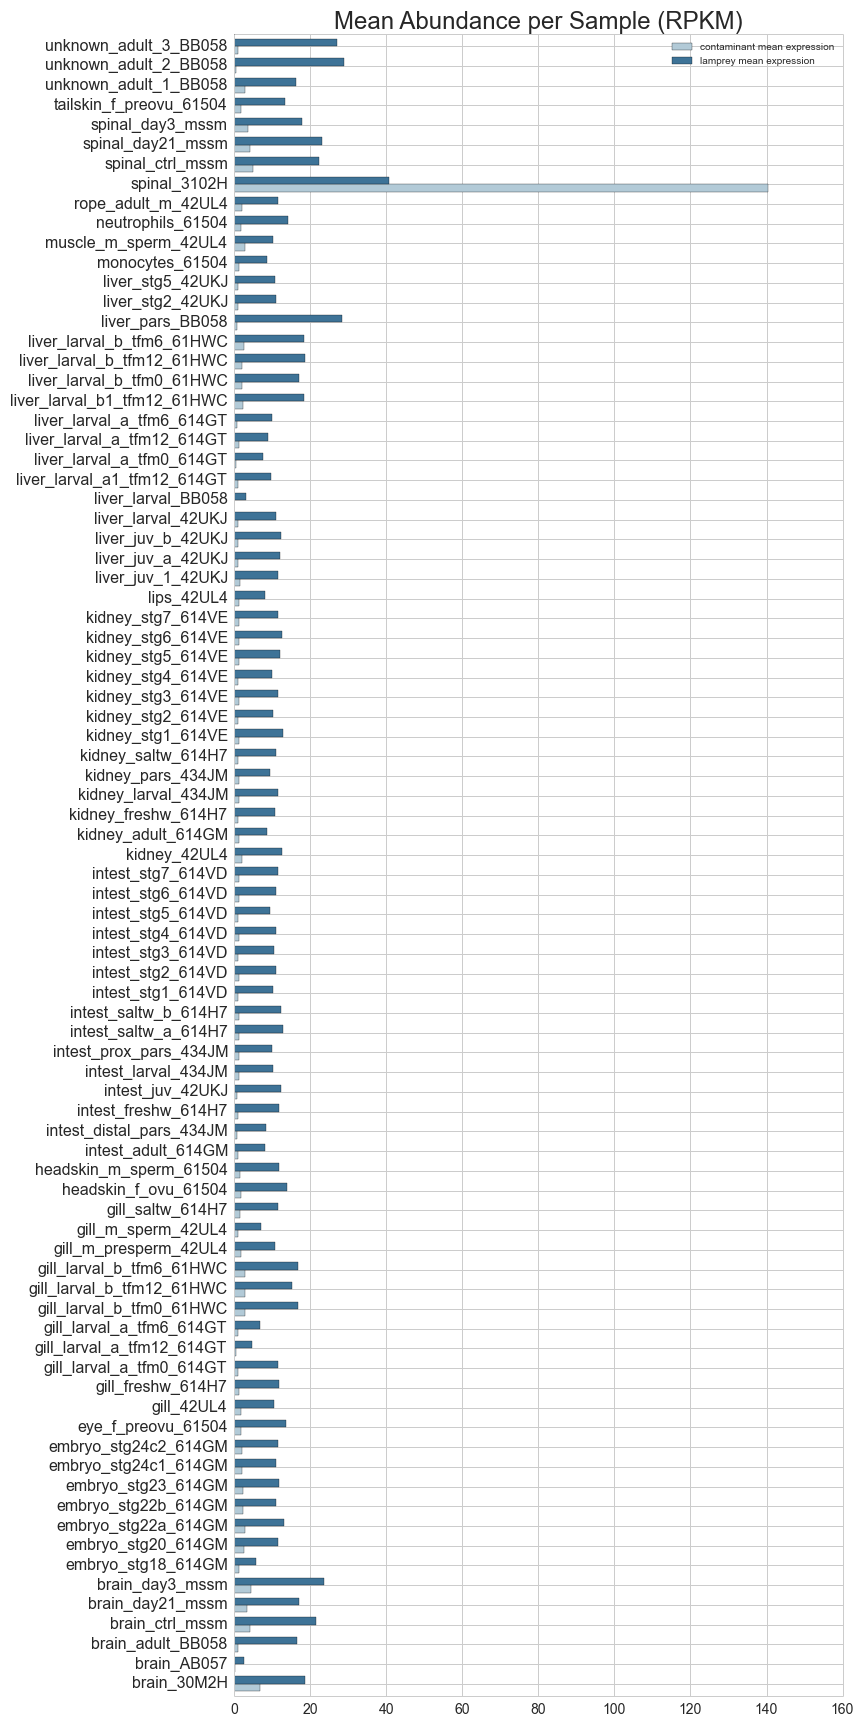 Mean Abundance per Sample (RPKM)
contaminant mean expression
lamprey mean expression
unknown_adult_3_BB058
unknown_adult_2_BB058
unknown_adult_1_BB058
tailskin_f_preovu_61504
spinal_day3_mssm
spinal_day21_mssm
spinal_ctrl_mssm
spinal_3102H
rope_adult_m_42UL4
neutrophils_61504
muscle_m_sperm_42UL4
monocytes_61504
liver_stg5_42UKJ
liver_stg2_42UKJ
liver_pars_BB058
liver_larval_b_tfm6_61HWC
liver_larval_b_tfm12_61HWC
liver_larval_b_tfm0_61HWC
liver_larval_b1_tfm12_61HWC
liver_larval_a_tfm6_614GT
liver_larval_a_tfm12_614GT
liver_larval_a_tfm0_614GT
liver_larval_a1_tfm12_614GT
liver_larval_BB058
liver_larval_42UKJ
liver_juv_b_42UKJ
liver_juv_a_42UKJ
liver_juv_1_42UKJ
lips_42UL4
kidney_stg7_614VE
kidney_stg6_614VE
kidney_stg5_614VE
kidney_stg4_614VE
kidney_stg3_614VE
kidney_stg2_614VE
kidney_stg1_614VE
kidney_saltw_614H7
kidney_pars_434JM
kidney_larval_434JM
kidney_freshw_614H7
kidney_adult_614GM
kidney_42UL4
intest_stg7_614VD
intest_stg6_614VD
intest_stg5_614VD
intest_stg4_614VD
intest_stg3_614VD
intest_stg2_614VD
intest_stg1_614VD
intest_saltw_b_614H7
intest_saltw_a_614H7
intest_prox_pars_434JM
intest_larval_434JM
intest_juv_42UKJ
intest_freshw_614H7
intest_distal_pars_434JM
intest_adult_614GM
headskin_m_sperm_61504
headskin_f_ovu_61504
gill_saltw_614H7
gill_m_sperm_42UL4
gill_m_presperm_42UL4
gill_larval_b_tfm6_61HWC
gill_larval_b_tfm12_61HWC
gill_larval_b_tfm0_61HWC
gill_larval_a_tfm6_614GT
gill_larval_a_tfm12_614GT
gill_larval_a_tfm0_614GT
gill_freshw_614H7
gill_42UL4
eye_f_preovu_61504
embryo_stg24c2_614GM
embryo_stg24c1_614GM
embryo_stg23_614GM
embryo_stg22b_614GM
embryo_stg22a_614GM
embryo_stg20_614GM
embryo_stg18_614GM
brain_day3_mssm
brain_day21_mssm
brain_ctrl_mssm
brain_adult_BB058
brain_AB057
brain_30M2H
0 20 40 60 80 100 120 140 160